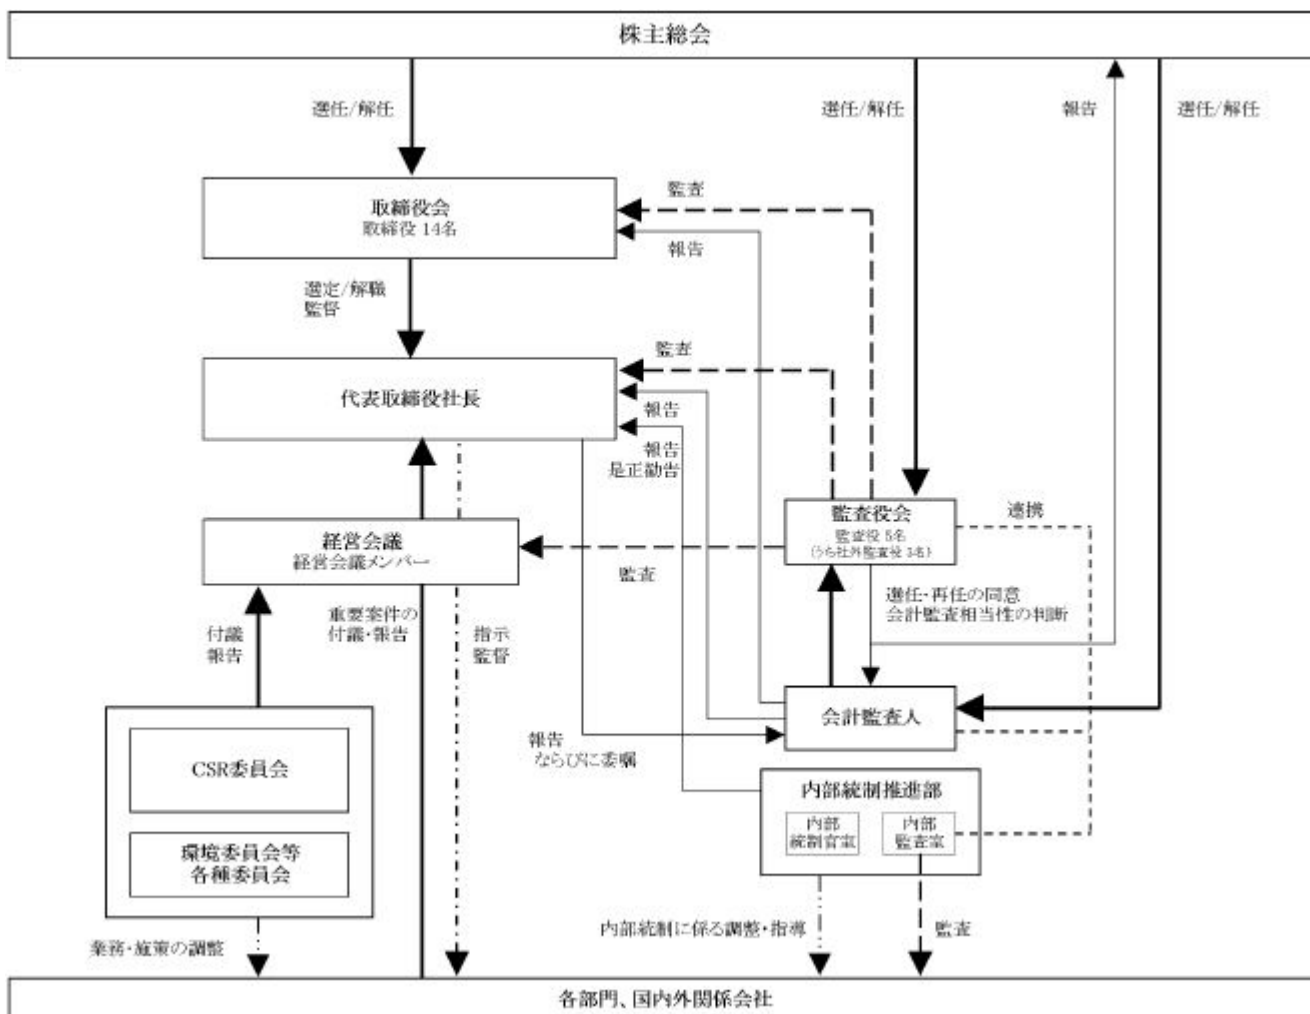 株主総会
選任/解任
選任/解任
報告
選任/解任
取締役会
取締役 14名
監査
報告
選定/解職
監督
代表取締役社長
監査
報告
報告
是正勧告
監査役会
監査役 5名
(うち社外監査役 3名)
連携
経営会議
経営会議メンバー
監査
選任・再任の同意
会計監査相当性の判断
付議
報告
重要案件の
付議・報告
指示
監督
会計監査人
報告
ならびに委嘱
CSR委員会
環境委員会等
各種委員会
内部統制推進部
内部
統制官室
内部
監査室
業務・施策の調整
内部統制に係る調整・指導
監査
各部門、国内外関係会社